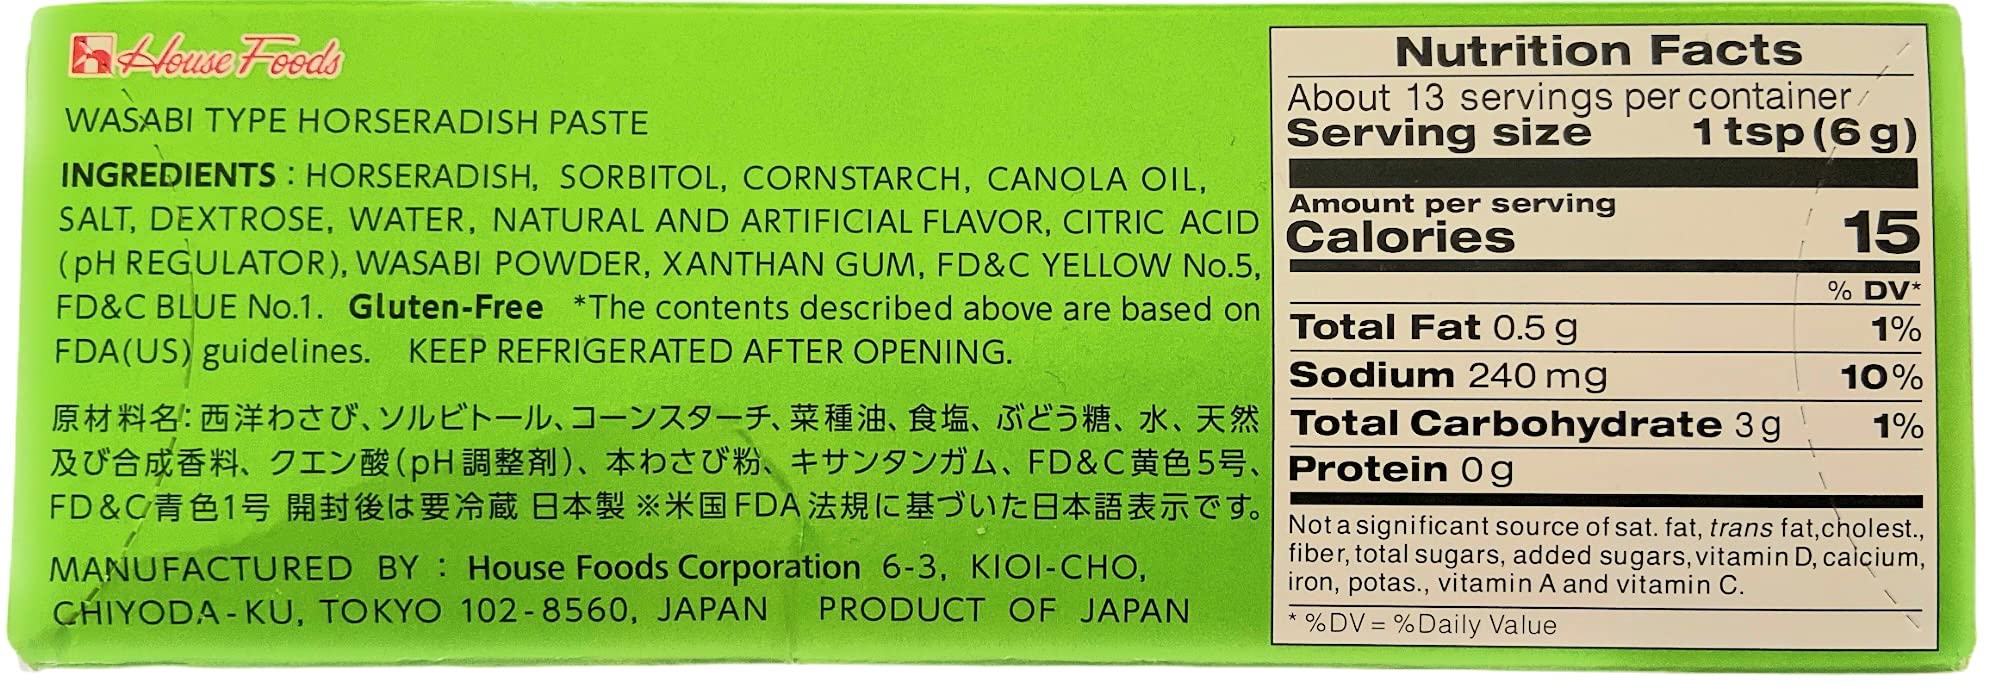 House Foods
WASABI TYPE HORSERADISH PASTE
INGREDIENTS : HORSERADISH, SORBITOL, CORNSTARCH, CANOLA OIL,
SALT, DEXTROSE, WATER, NATURAL AND ARTIFICIAL FLAVOR, CITRIC ACID
(pH REGULATOR), WASABI POWDER, XANTHAN GUM, FD&C YELLOW No.5,
FD&C BLUE No.1. Gluten-Free *The contents described above are based on
FDA(US) guidelines. KEEP REFRIGERATED AFTER OPENING.
原材料名:西洋わさび、ソルビトール、コーンスターチ、菜種油、食塩、ぶどう糖、水、天然
及び合成香料、クエン酸(pH調整剤)、本わさび粉、キサンタンガム、FD&C黄色5号、
FD&C青色1号 開封後は要冷蔵 日本製 ※米国FDA法規に基づいた日本語表示です。
MANUFACTURED BY : House Foods Corporation 6-3, KIOI-CHO,
CHIYODA-KU, TOKYO 102-8560, JAPAN PRODUCT OF JAPAN
Nutrition Facts
About 13 servings per container
Serving size 1 tsp (6 g)
Amount per serving
Calories 15
% DV*
Total Fat 0.5 g 1%
Sodium 240 mg 10%
Total Carbohydrate 3 g 1%
Protein 0 g
Not a significant source of sat. fat, trans fat, cholest.,
fiber, total sugars, added sugars, vitamin D, calcium,
iron, potas., vitamin A and vitamin C.
* %DV = %Daily Value